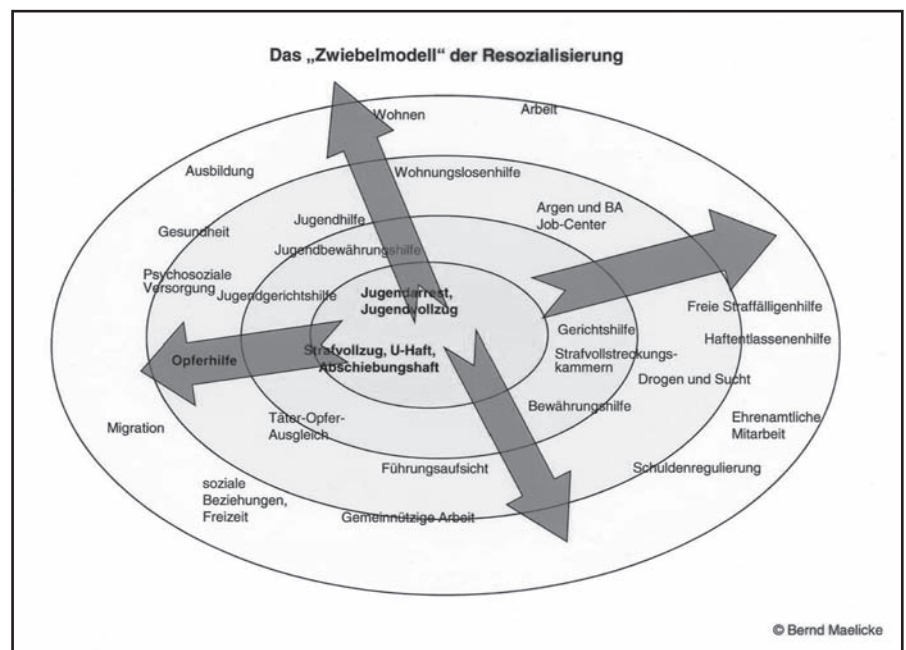 Das „Zwiebelmodell“ der Resozialisierung
Wohnen
Arbeit
Ausbildung
Wohnungslosenhilfe
Argen und BA
Job-Center
Jugendhilfe
Gesundheit
Jugendbewährungshilfe
Psychosoziale
Versorgung
Jugendgerichtshilfe
Jugendarrest,
Jugendvollzug
Freie Straffälligenhilfe
Gerichtshilfe
Haftentlassenenhilfe
Opferhilfe
Strafvollzug, U-Haft,
Abschiebungshaft
Strafvollstreckungs-
kammern
Drogen und Sucht
Bewährungshilfe
Ehrenamtliche
Mitarbeit
Migration
Täter-Opfer-
Ausgleich
Führungsaufsicht
Schuldenregulierung
soziale
Beziehungen,
Freizeit
Gemeinnützige Arbeit
© Bernd Maelicke